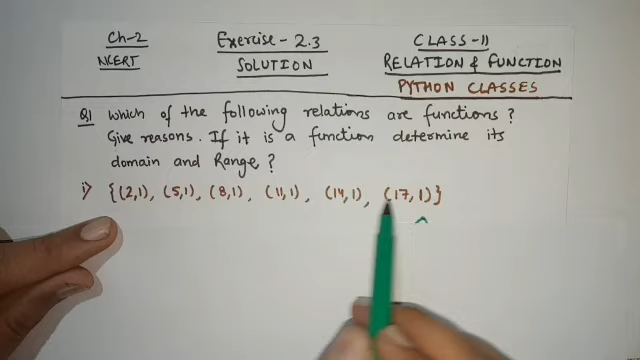 Ch-2 Exercise - 2.3 CLASS-11
NCERT SOLUTION RELATION & FUNCTION
PYTHON CLASSES
Q1 Which of the following relations are functions?
Give reasons. If it is a function determine its
domain and Range?
i) {(2,1), (5,1), (8,1), (11,1), (14,1), (17,1)}